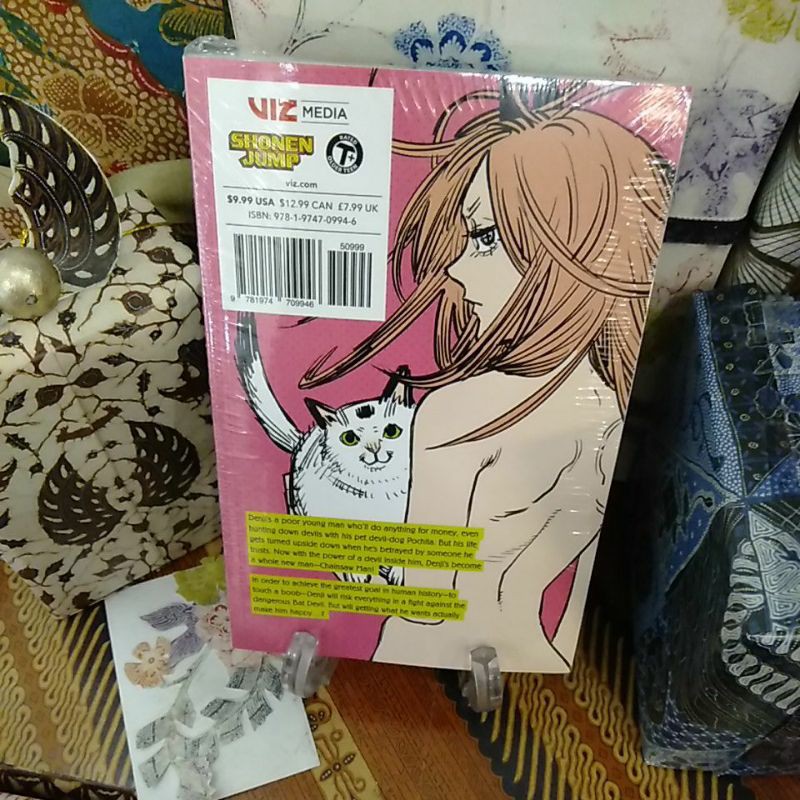 VIZ MEDIA
SHONEN
JUMP
RATED
T+
OLDER TEEN
viz.com
$9.99 USA $12.99 CAN £7.99 UK
ISBN: 978-1-9747-0994-6
50999
9 781974 709946
Denji's a poor young man who'll do anything for money, even
hunting down devils with his pet devil-dog Pochita. But his life
gets turned upside down when he's betrayed by someone he
trusts. Now with the power of a devil inside him, Denji's become
a whole new man—Chainsaw Man!
In order to achieve the greatest goal in human history—to
touch a boob—Denji will risk everything in a fight against the
dangerous Bat Devil. But will getting what he wants actually
make him happy...?